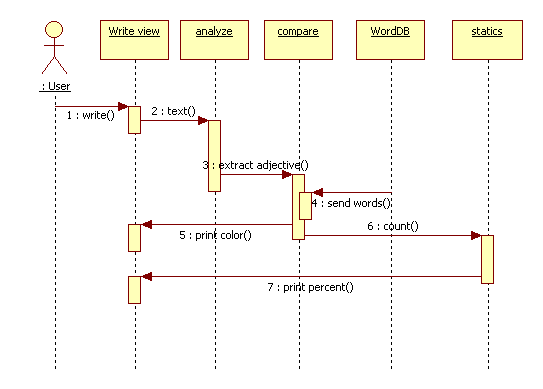 Write view
analyze
compare
WordDB
statics
: User
1 : write()
2 : text()
3 : extract adjective()
4 : send words()
5 : print color()
6 : count()
7 : print percent()